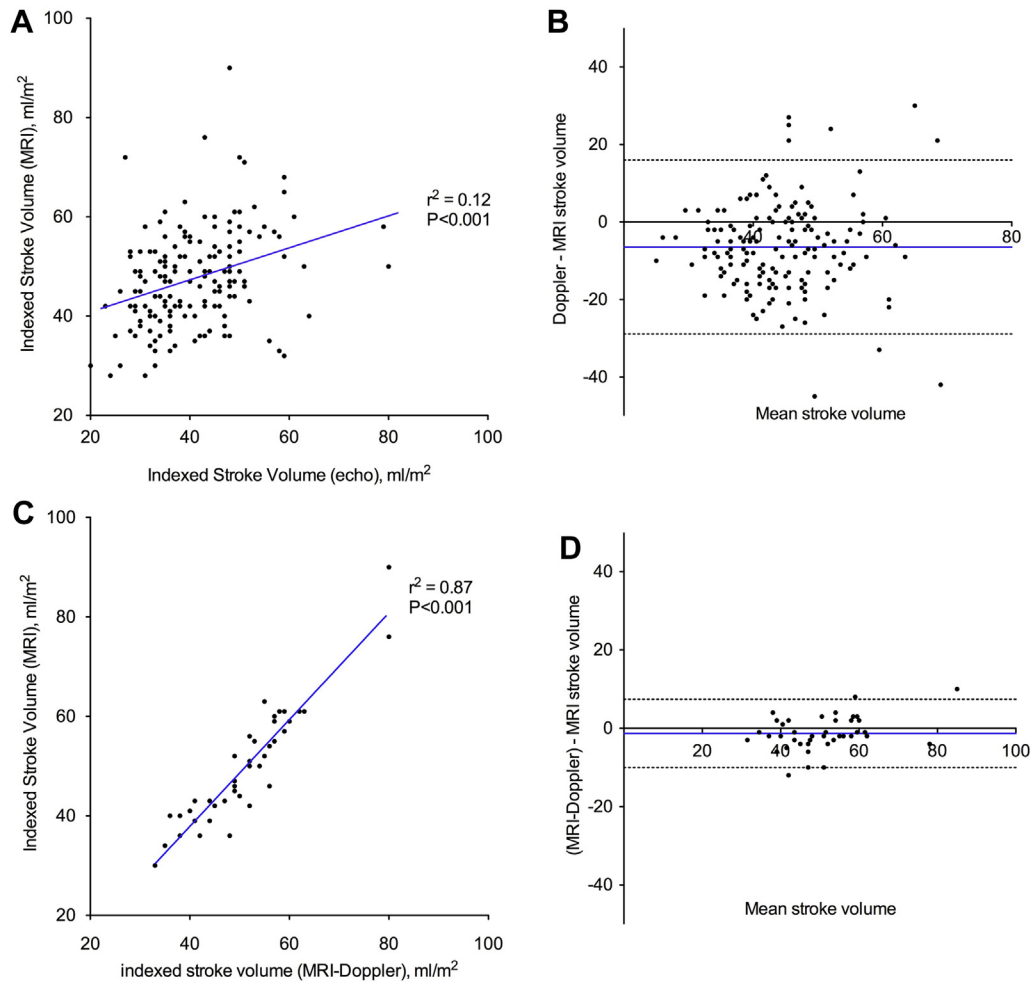 A
100
80
60
40
20
20 40 60 80 100
Indexed Stroke Volume (MRI), ml/m²
Indexed Stroke Volume (echo), ml/m²
r² = 0.12
P<0.001
B
40
20
0
-20
-40
40 60 80
Doppler - MRI stroke volume
Mean stroke volume
C
100
80
60
40
20
20 40 60 80 100
Indexed Stroke Volume (MRI), ml/m²
indexed stroke volume (MRI-Doppler), ml/m²
r² = 0.87
P<0.001
D
40
20
0
-20
-40
20 40 60 80 100
(MRI-Doppler) - MRI stroke volume
Mean stroke volume